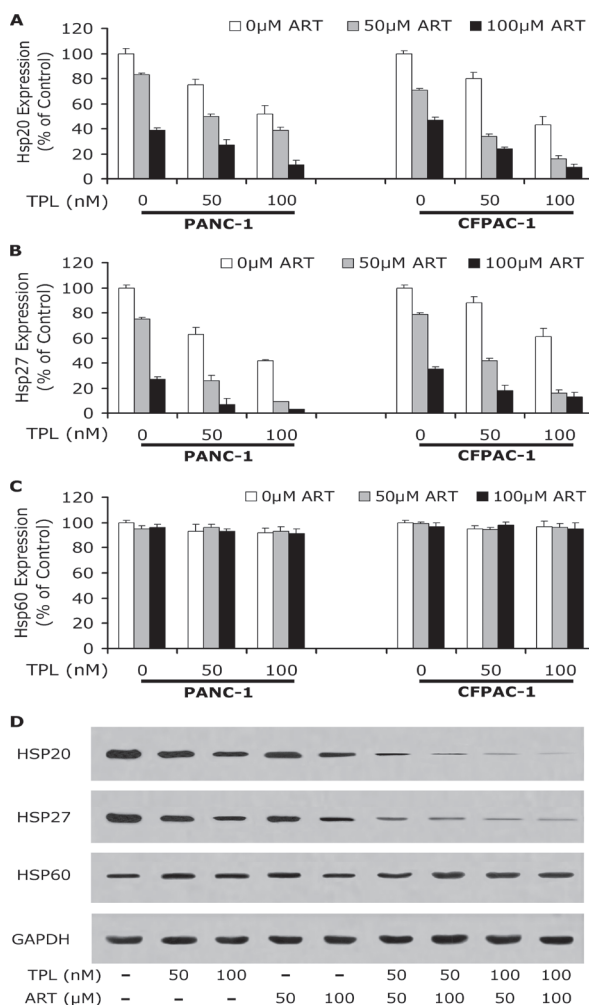 A
0µM ART 50µM ART 100µM ART
Hsp20 Expression
(% of Control)
120
100
80
60
40
20
0
TPL (nM) 0 50 100 0 50 100
PANC-1 CFPAC-1
B
0µM ART 50µM ART 100µM ART
Hsp27 Expression
(% of Control)
120
100
80
60
40
20
0
TPL (nM) 0 50 100 0 50 100
PANC-1 CFPAC-1
C
0µM ART 50µM ART 100µM ART
Hsp60 Expression
(% of Control)
120
100
80
60
40
20
0
TPL (nM) 0 50 100 0 50 100
PANC-1 CFPAC-1
D
HSP20
HSP27
HSP60
GAPDH
TPL (nM) – 50 100 – – 50 50 100 100
ART (µM) – – – 50 100 50 100 50 100